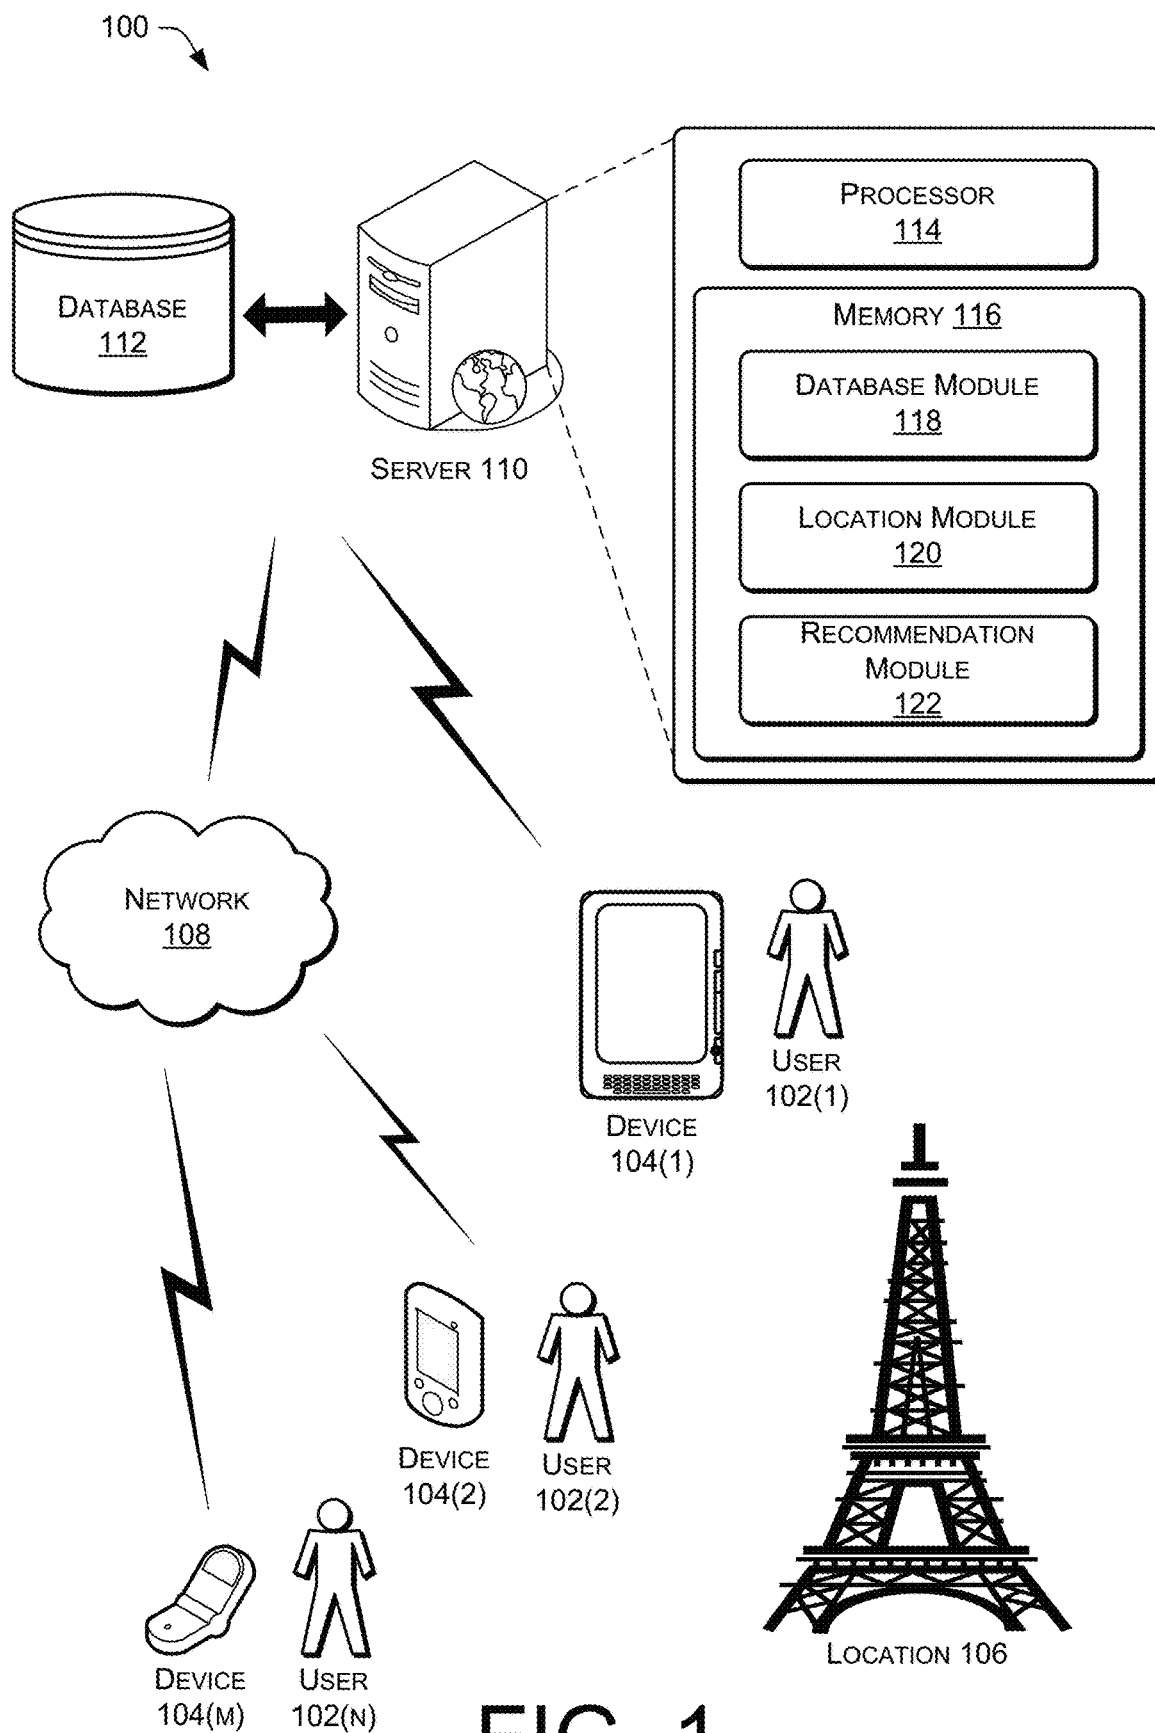 100
PROCESSOR
114
DATABASE
112
MEMORY 116
DATABASE MODULE
118
SERVER 110
LOCATION MODULE
120
RECOMMENDATION
MODULE
122
NETWORK
108
USER
102(1)
DEVICE
104(1)
DEVICE
104(2)
USER
102(2)
LOCATION 106
DEVICE
104(M)
USER
102(N)
FIG. 1